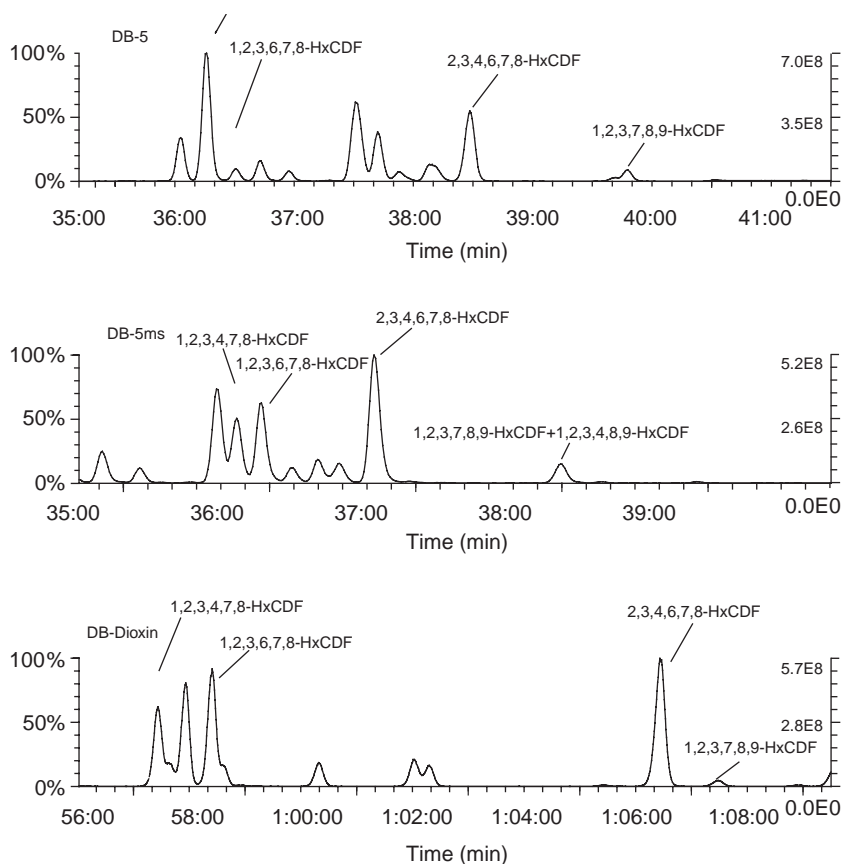 DB-5
1,2,3,6,7,8-HxCDF
2,3,4,6,7,8-HxCDF
1,2,3,7,8,9-HxCDF
100%
50%
0%
7.0E8
3.5E8
0.0E0
35:00 36:00 37:00 38:00 39:00 40:00 41:00
Time (min)
DB-5ms
1,2,3,4,7,8-HxCDF
1,2,3,6,7,8-HxCDF
2,3,4,6,7,8-HxCDF
1,2,3,7,8,9-HxCDF+1,2,3,4,8,9-HxCDF
100%
50%
0%
5.2E8
2.6E8
0.0E0
35:00 36:00 37:00 38:00 39:00
Time (min)
DB-Dioxin
1,2,3,4,7,8-HxCDF
1,2,3,6,7,8-HxCDF
2,3,4,6,7,8-HxCDF
1,2,3,7,8,9-HxCDF
100%
50%
0%
5.7E8
2.8E8
0.0E0
56:00 58:00 1:00:00 1:02:00 1:04:00 1:06:00 1:08:00
Time (min)